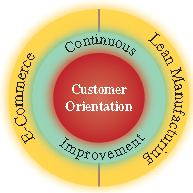 E-Commerce
Lean Manufacturing
Continuous
Improvement
Customer
Orientation